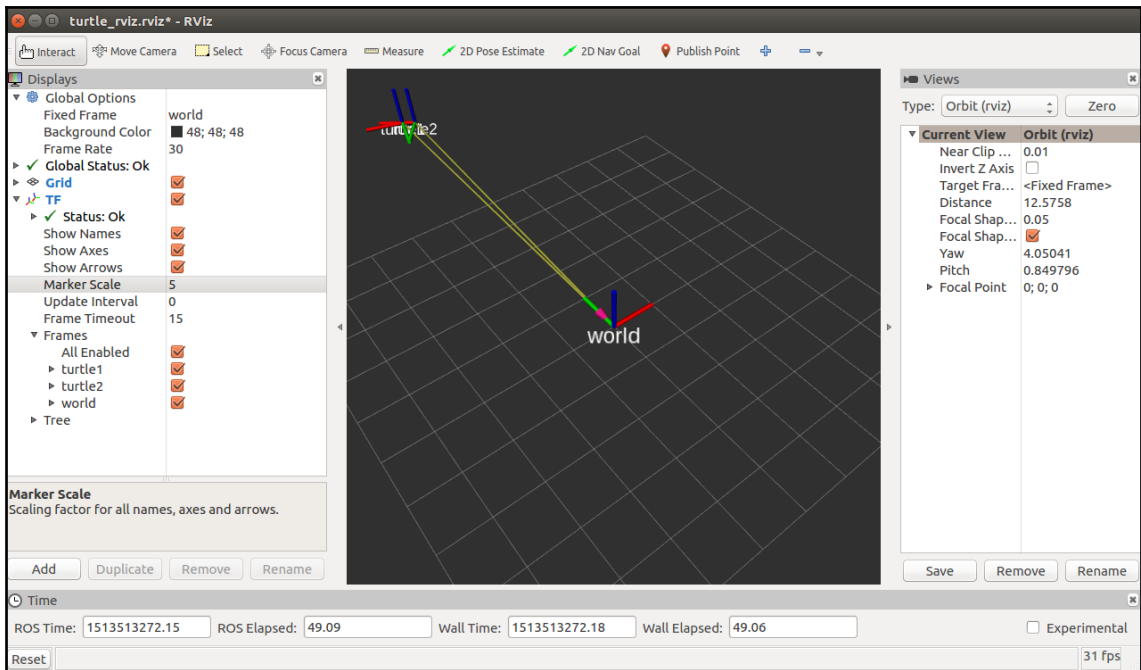 turtle_rviz.rviz* - RViz
Interact Move Camera Select Focus Camera Measure 2D Pose Estimate 2D Nav Goal Publish Point
Displays
Global Options
Fixed Frame world
Background Color 48; 48; 48
Frame Rate 30
Global Status: Ok
Grid
TF
Status: Ok
Show Names
Show Axes
Show Arrows
Marker Scale 5
Update Interval 0
Frame Timeout 15
Frames
All Enabled
turtle1
turtle2
world
Tree
Marker Scale
Scaling factor for all names, axes and arrows.
Add Duplicate Remove Rename
world
Views
Type: Orbit (rviz) Zero
Current View Orbit (rviz)
Near Clip ... 0.01
Invert Z Axis
Target Fra... <Fixed Frame>
Distance 12.5758
Focal Shap... 0.05
Focal Shap...
Yaw 4.05041
Pitch 0.849796
Focal Point 0; 0; 0
Save Remove Rename
Time
ROS Time: 1513513272.15 ROS Elapsed: 49.09 Wall Time: 1513513272.18 Wall Elapsed: 49.06 Experimental
Reset 31 fps